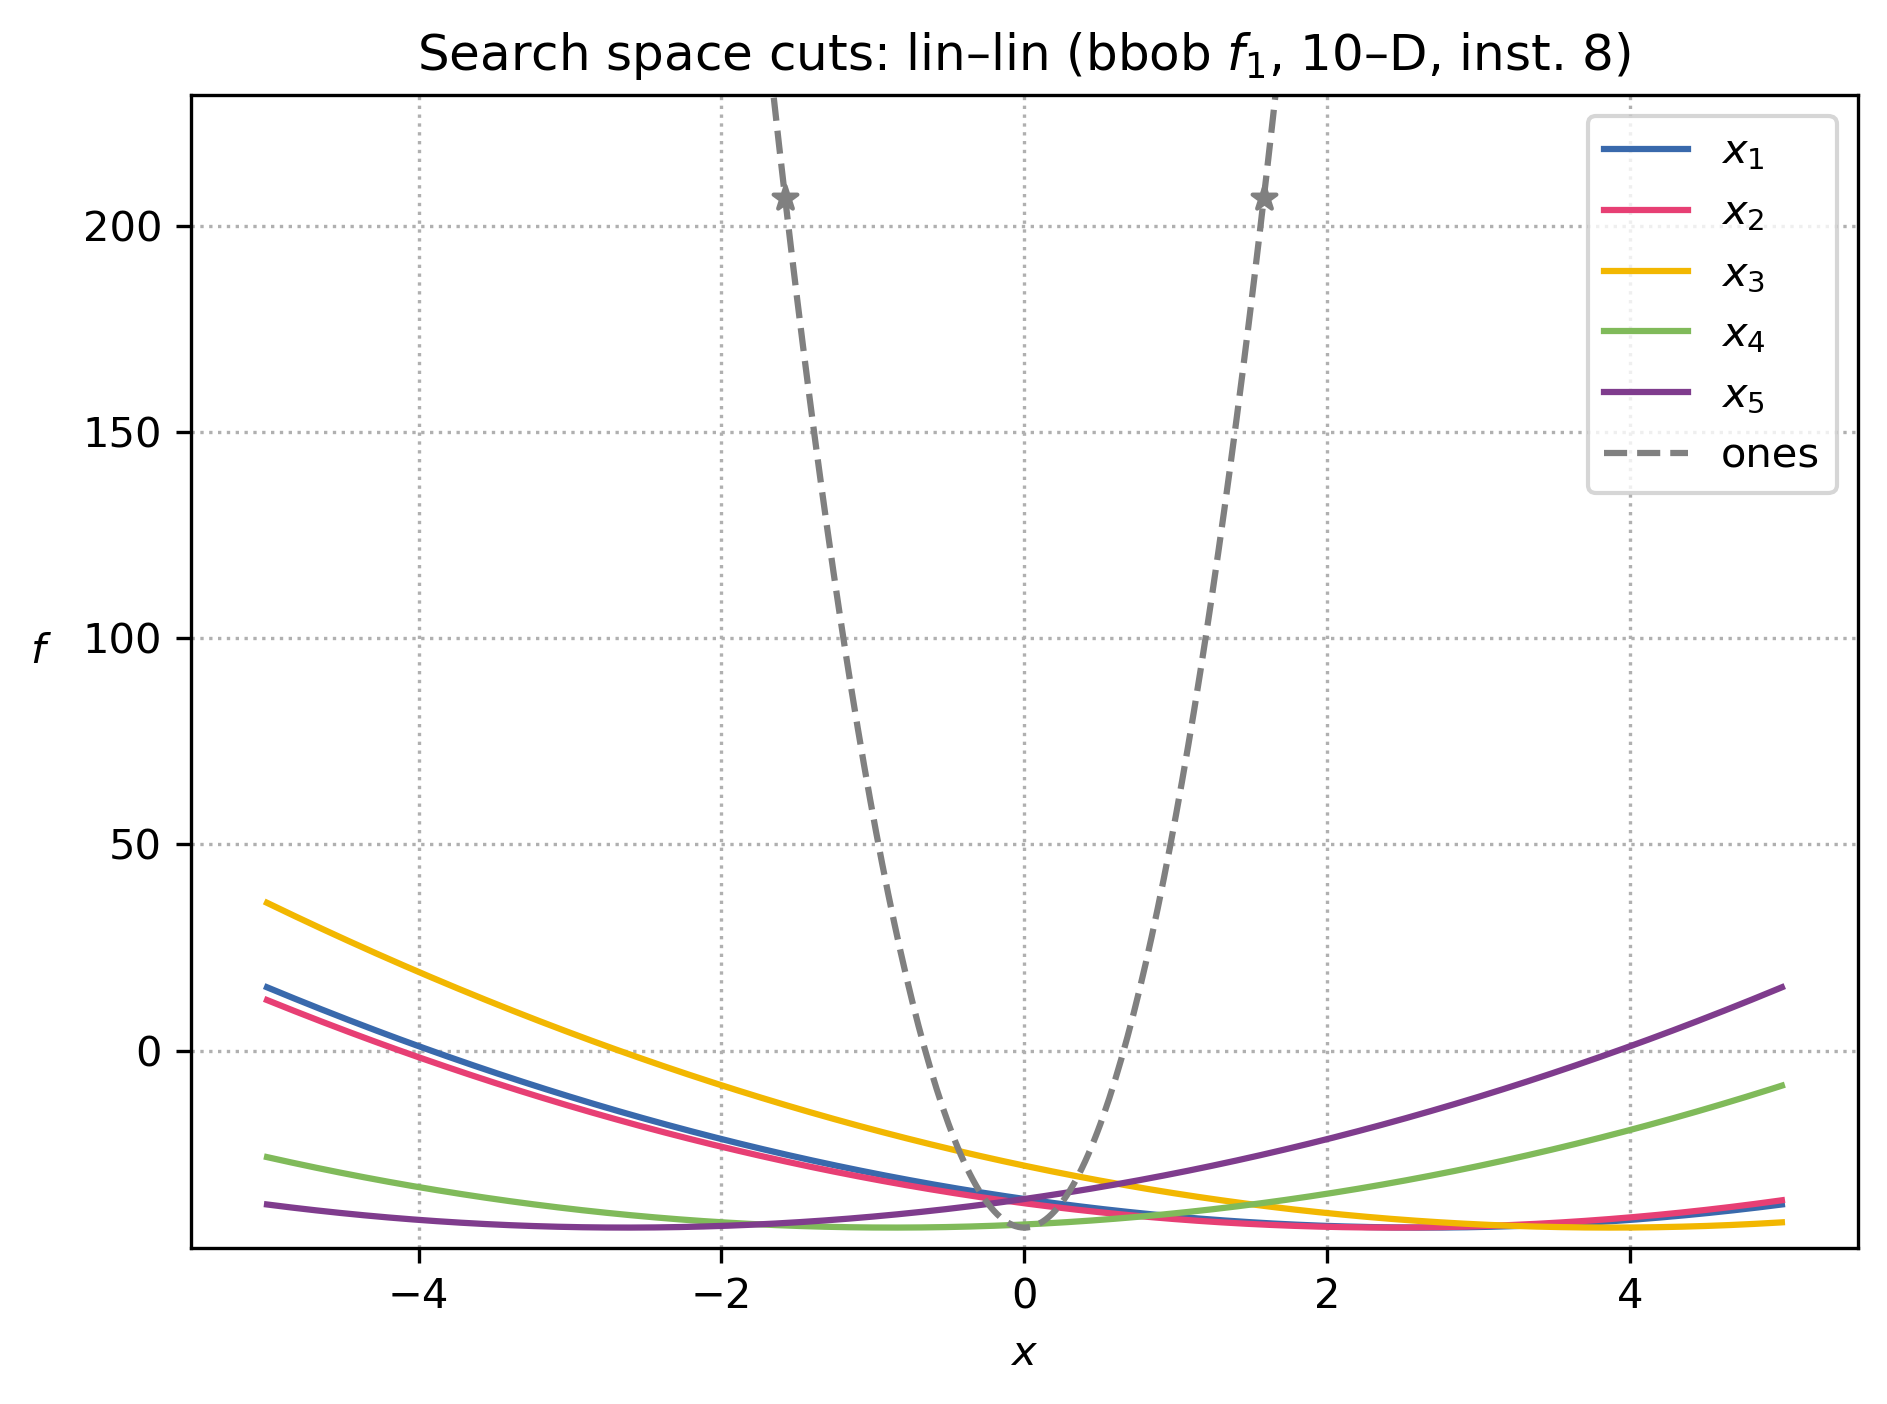 Search space cuts: lin–lin (bbob f₁, 10–D, inst. 8)
x₁
x₂
x₃
x₄
x₅
ones
200
150
100
50
0
f
−4
−2
0
2
4
x